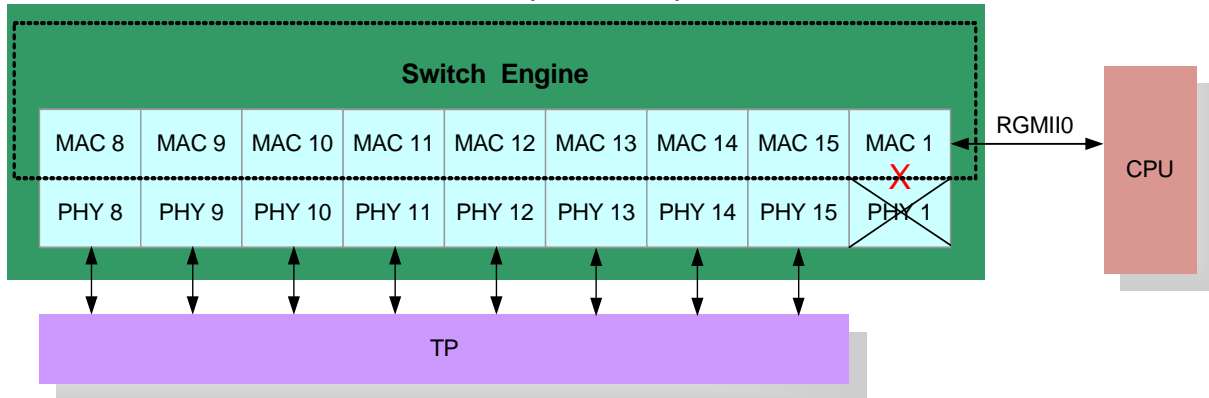 Switch Engine
MAC 8 MAC 9 MAC 10 MAC 11 MAC 12 MAC 13 MAC 14 MAC 15 MAC 1
RGMII0
CPU
X
PHY 8 PHY 9 PHY 10 PHY 11 PHY 12 PHY 13 PHY 14 PHY 15 PHY 1
TP